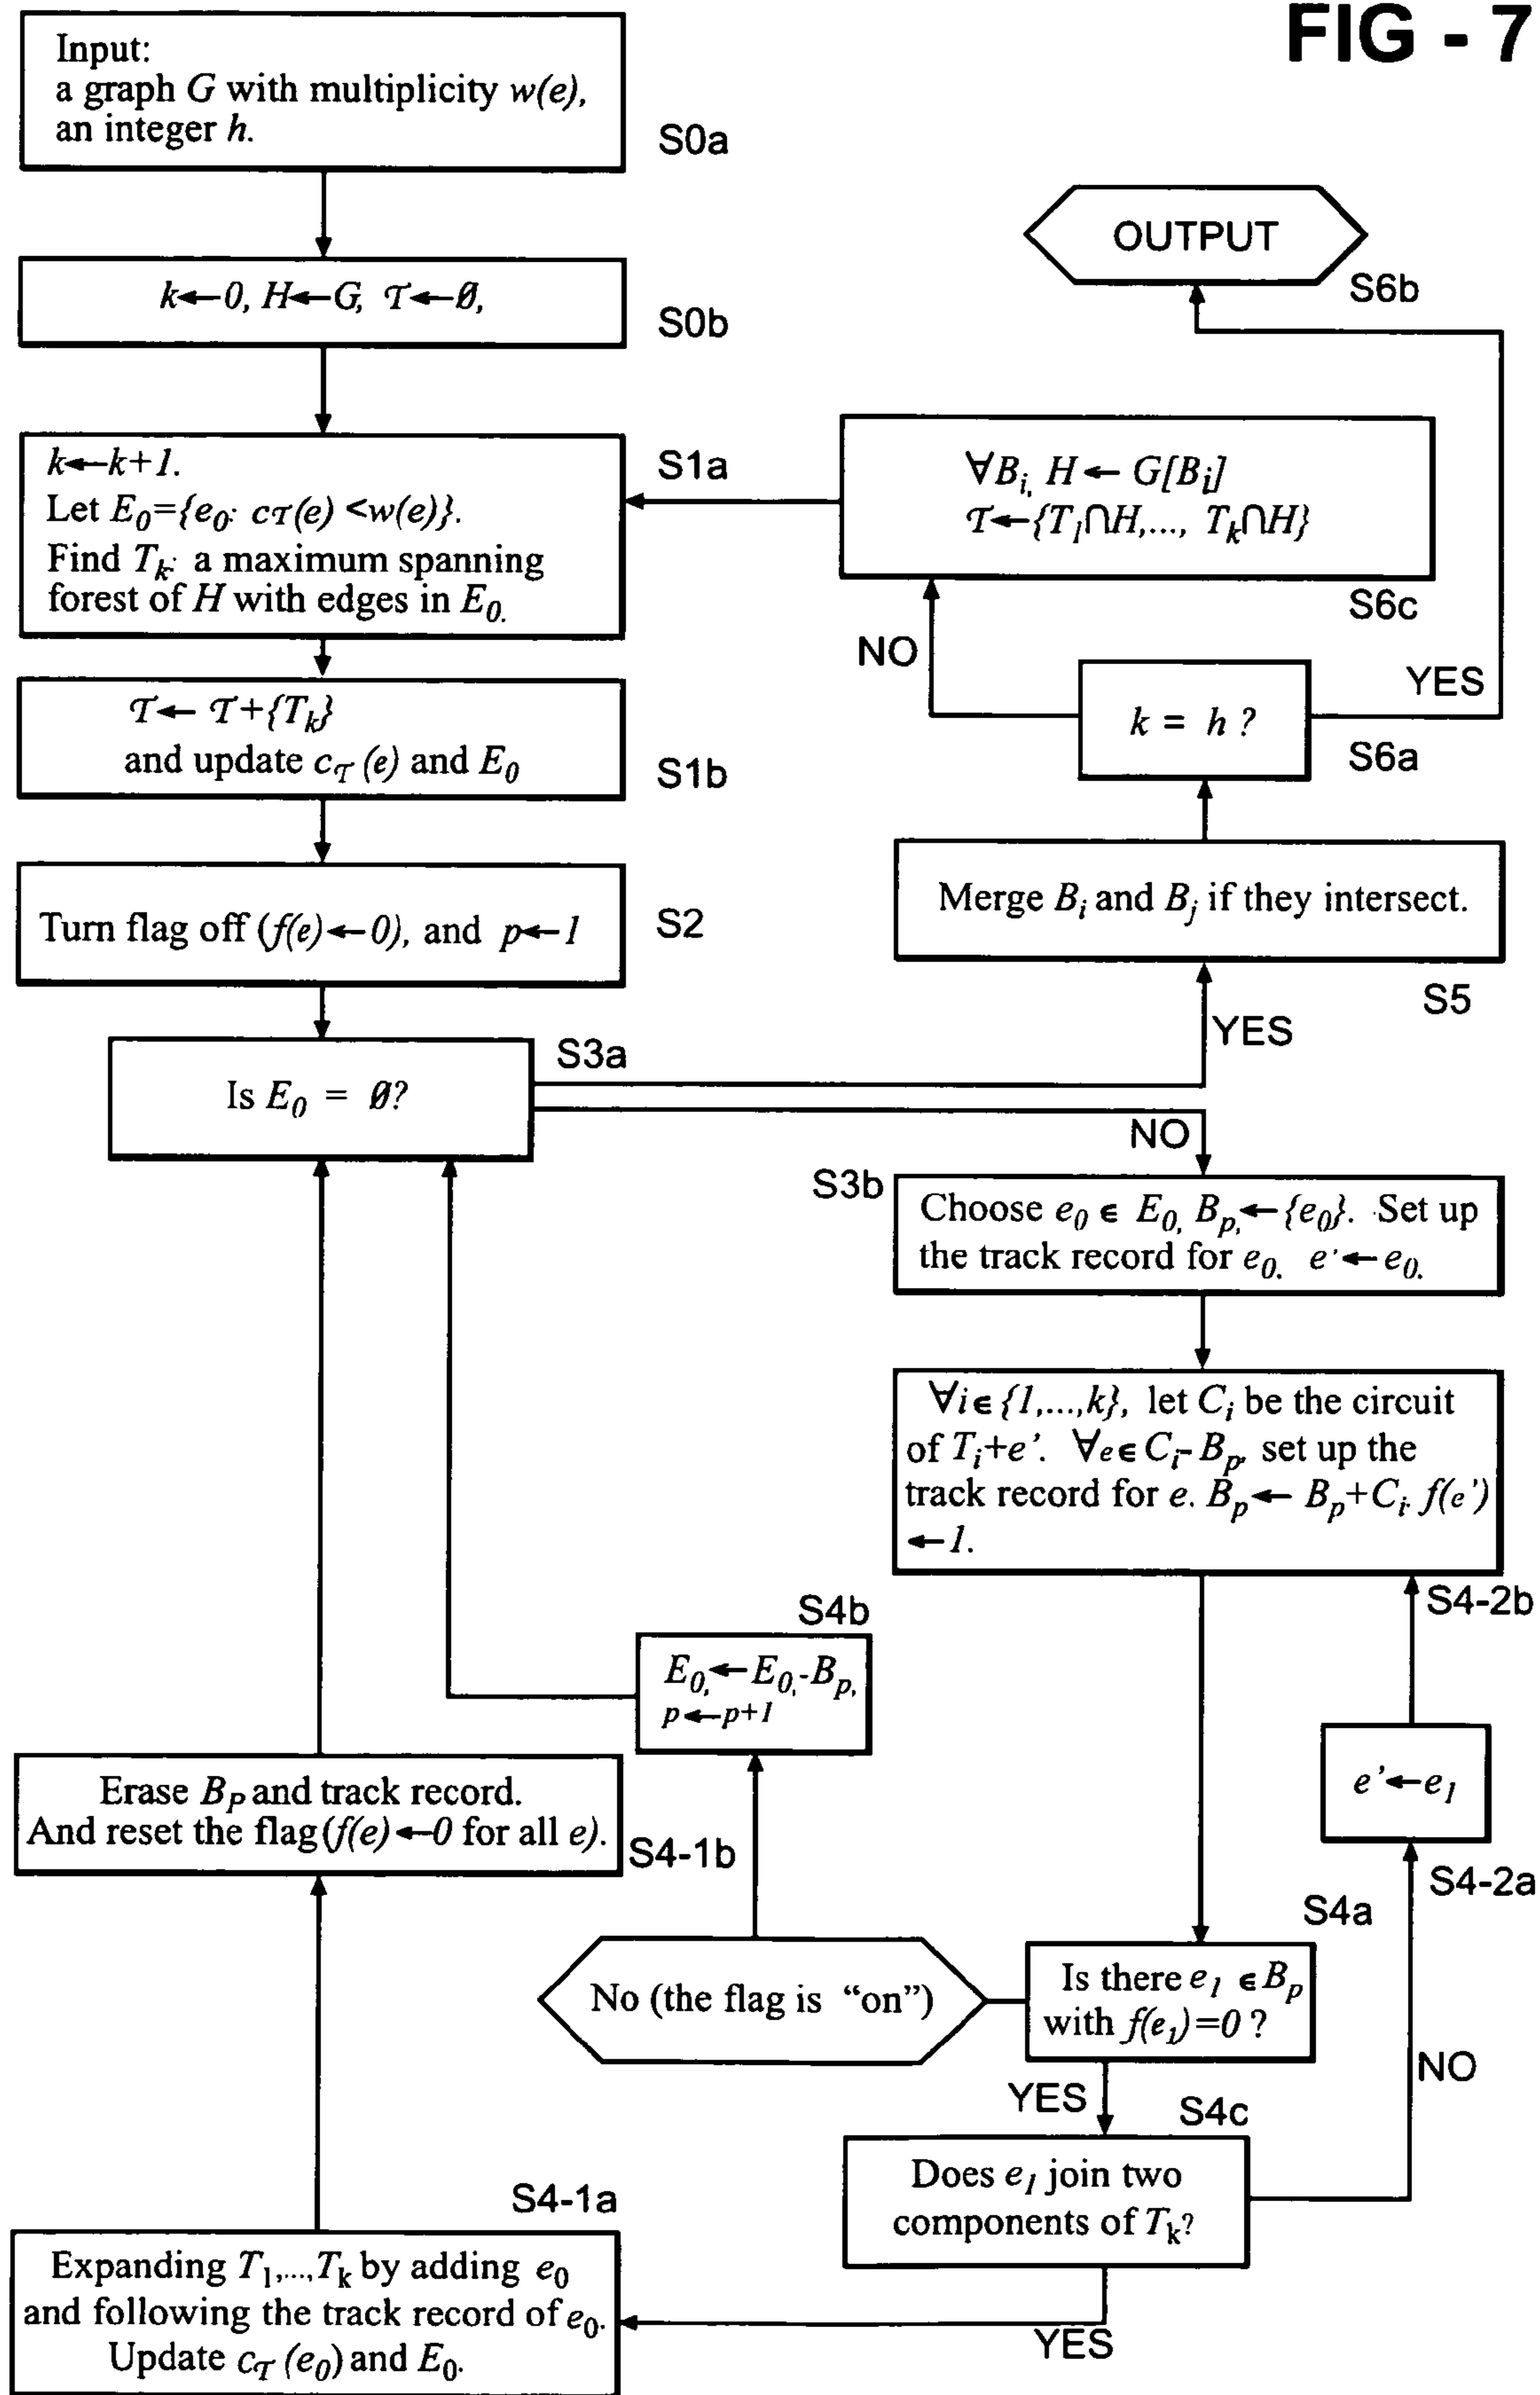 FIG - 7
Input:
a graph G with multiplicity w(e),
an integer h.
S0a
k←0, H←G, 𝒯←Ø,
S0b
k←k+1.
Let E₀={e₀: c𝒯(e) <w(e)}.
Find Tₖ: a maximum spanning
forest of H with edges in E₀.
S1a
𝒯← 𝒯+{Tₖ}
and update c𝒯 (e) and E₀
S1b
Turn flag off (f(e)←0), and p←1
S2
Is E₀ = Ø?
S3a
YES
NO
OUTPUT
S6b
∀Bᵢ, H← G[Bᵢ]
𝒯←{T₁∩H,..., Tₖ∩H}
S6c
NO
YES
k = h ?
S6a
Merge Bᵢ and Bⱼ if they intersect.
S5
S3b
Choose e₀ ϵ E₀, Bₚ,←{e₀}. Set up
the track record for e₀. e'←e₀.
∀iϵ{1,...,k}, let Cᵢ be the circuit
of Tᵢ+e'. ∀eϵCᵢ-Bₚ, set up the
track record for e. Bₚ← Bₚ+Cᵢ. f(e')
←1.
S4-2b
S4b
E₀,←E₀,-Bₚ,
p←p+1
e'←e₁
S4-2a
Erase Bₚ and track record.
And reset the flag(f(e)←0 for all e).
S4-1b
No (the flag is “on”)
S4a
Is there e₁ ϵBₚ
with f(e₁)=0 ?
YES
NO
S4c
Does e₁ join two
components of Tₖ?
YES
S4-1a
Expanding T₁,...,Tₖ by adding e₀
and following the track record of e₀.
Update c𝒯 (e₀) and E₀.